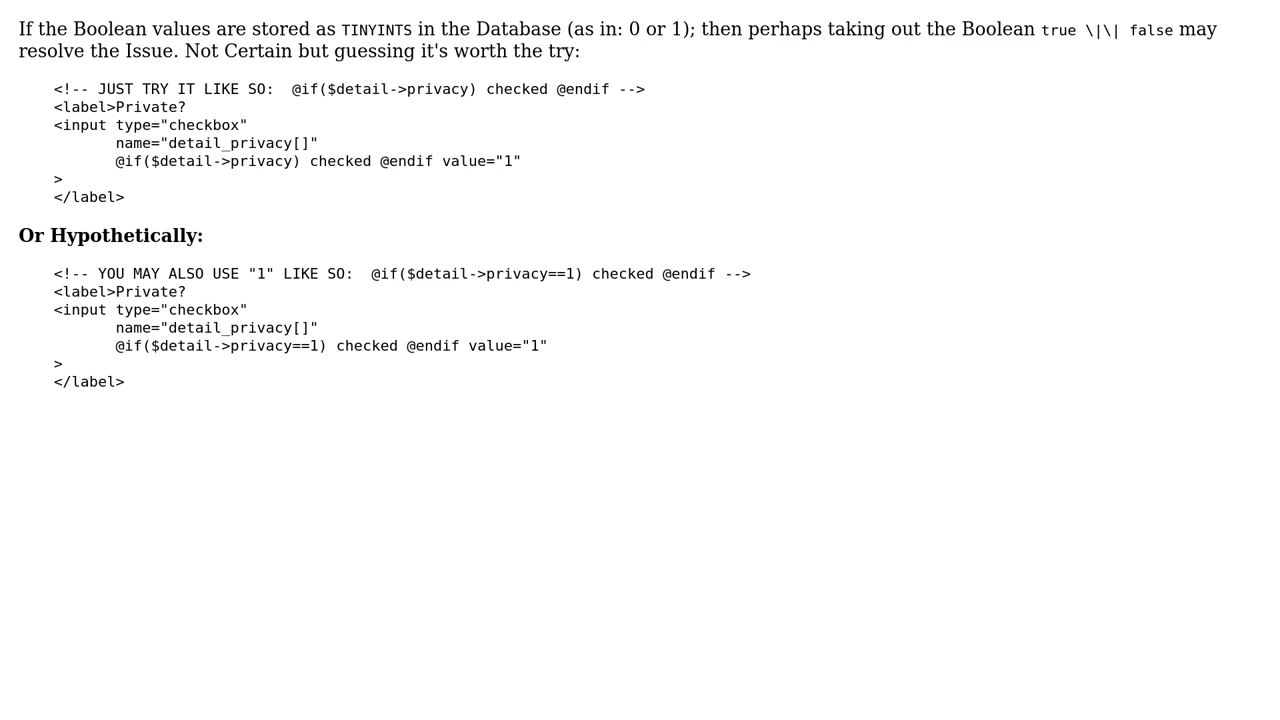 If the Boolean values are stored as TINYINTS in the Database (as in: 0 or 1); then perhaps taking out the Boolean true \|\| false may
resolve the Issue. Not Certain but guessing it's worth the try:
<!-- JUST TRY IT LIKE SO:  @if($detail->privacy) checked @endif -->
<label>Private?
<input type="checkbox"
       name="detail_privacy[]"
       @if($detail->privacy) checked @endif value="1"
>
</label>
Or Hypothetically:
<!-- YOU MAY ALSO USE "1" LIKE SO:  @if($detail->privacy==1) checked @endif -->
<label>Private?
<input type="checkbox"
       name="detail_privacy[]"
       @if($detail->privacy==1) checked @endif value="1"
>
</label>